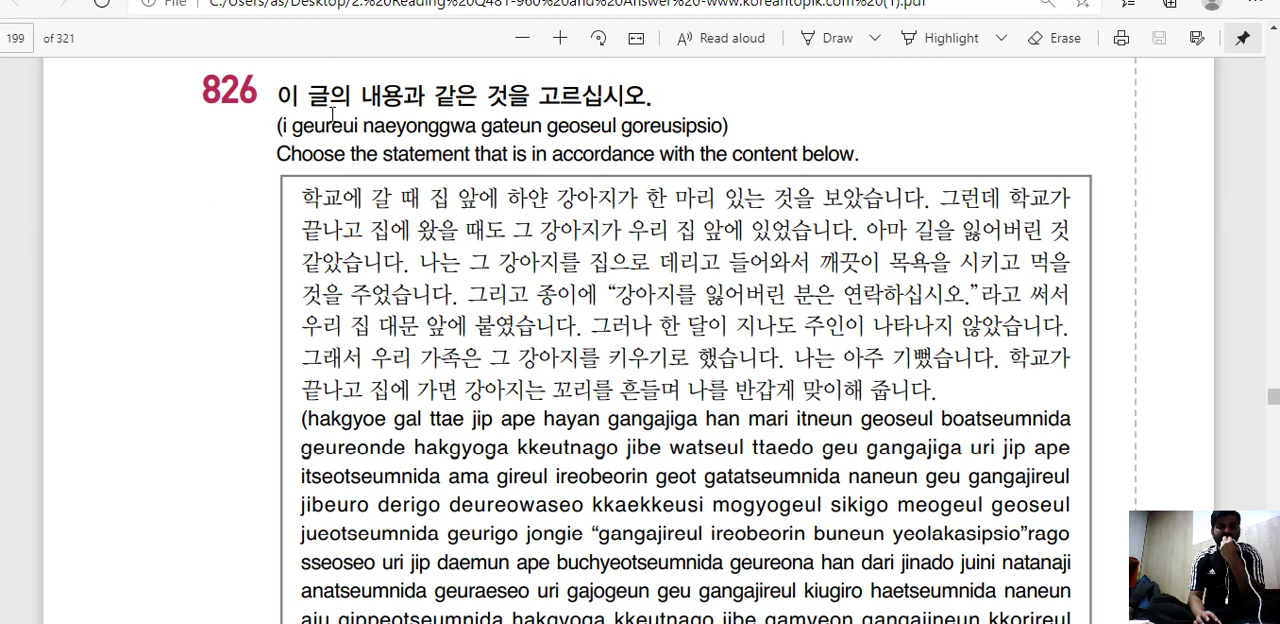 File C:/Users/as/Desktop/2.%20Reading%20Q481-960%20and%20Answer%20-www.koreantopik.com%20(1).pdf
199 of 321 Read aloud Draw Highlight Erase
826 이 글의 내용과 같은 것을 고르십시오.
(i geureui naeyonggwa gateun geoseul goreusipsio)
Choose the statement that is in accordance with the content below.
학교에 갈 때 집 앞에 하얀 강아지가 한 마리 있는 것을 보았습니다. 그런데 학교가
끝나고 집에 왔을 때도 그 강아지가 우리 집 앞에 있었습니다. 아마 길을 잃어버린 것
같았습니다. 나는 그 강아지를 집으로 데리고 들어와서 깨끗이 목욕을 시키고 먹을
것을 주었습니다. 그리고 종이에 “강아지를 잃어버린 분은 연락하십시오.”라고 써서
우리 집 대문 앞에 붙였습니다. 그러나 한 달이 지나도 주인이 나타나지 않았습니다.
그래서 우리 가족은 그 강아지를 키우기로 했습니다. 나는 아주 기뻤습니다. 학교가
끝나고 집에 가면 강아지는 꼬리를 흔들며 나를 반갑게 맞이해 줍니다.
(hakgyoe gal ttae jip ape hayan gangajiga han mari itneun geoseul boatseumnida
geureonde hakgyoga kkeutnago jibe watseul ttaedo geu gangajiga uri jip ape
itseotseumnida ama gireul ireobeorin geot gatatseumnida naneun geu gangajireul
jibeuro derigo deureowaseo kkaekkeusi mogyogeul sikigo meogeul geoseul
jueotseumnida geurigo jongie “gangajireul ireobeorin buneun yeolakasipsio”rago
sseoseo uri jip daemun ape buchyeotseumnida geureona han dari jinado juini natanaji
anatseumnida geuraeseo uri gajogeun geu gangajireul kiugiro haetseumnida naneun
aju gippeotseumnida hakgyoga kkeutnago jibe gamyeon gangajineun kkorireul